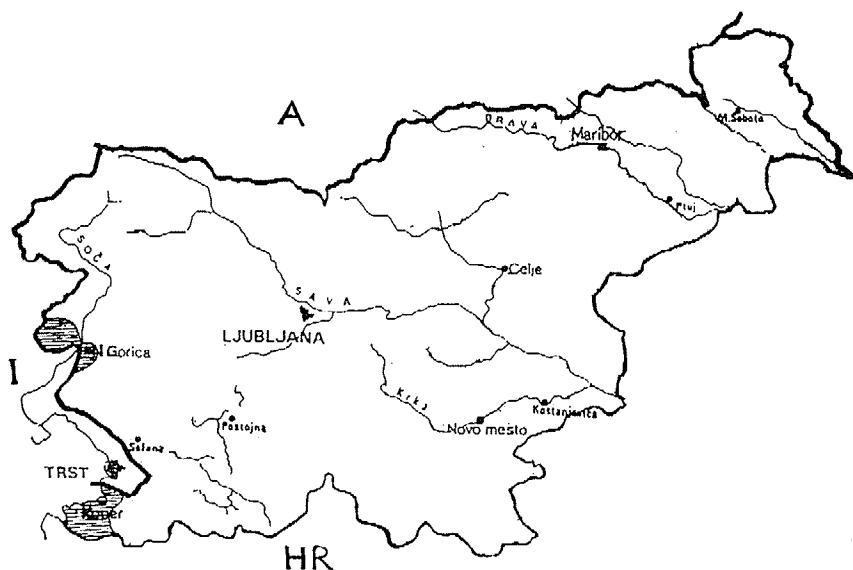 A
DRAVA
Maribor
M. Sobota
Ptuj
SOČA
Celje
SAVA
LJUBLJANA
N Gorica
I
Krka
Kostanjevica
Postojna
Novo mesto
Sežana
TRST
Koper
HR